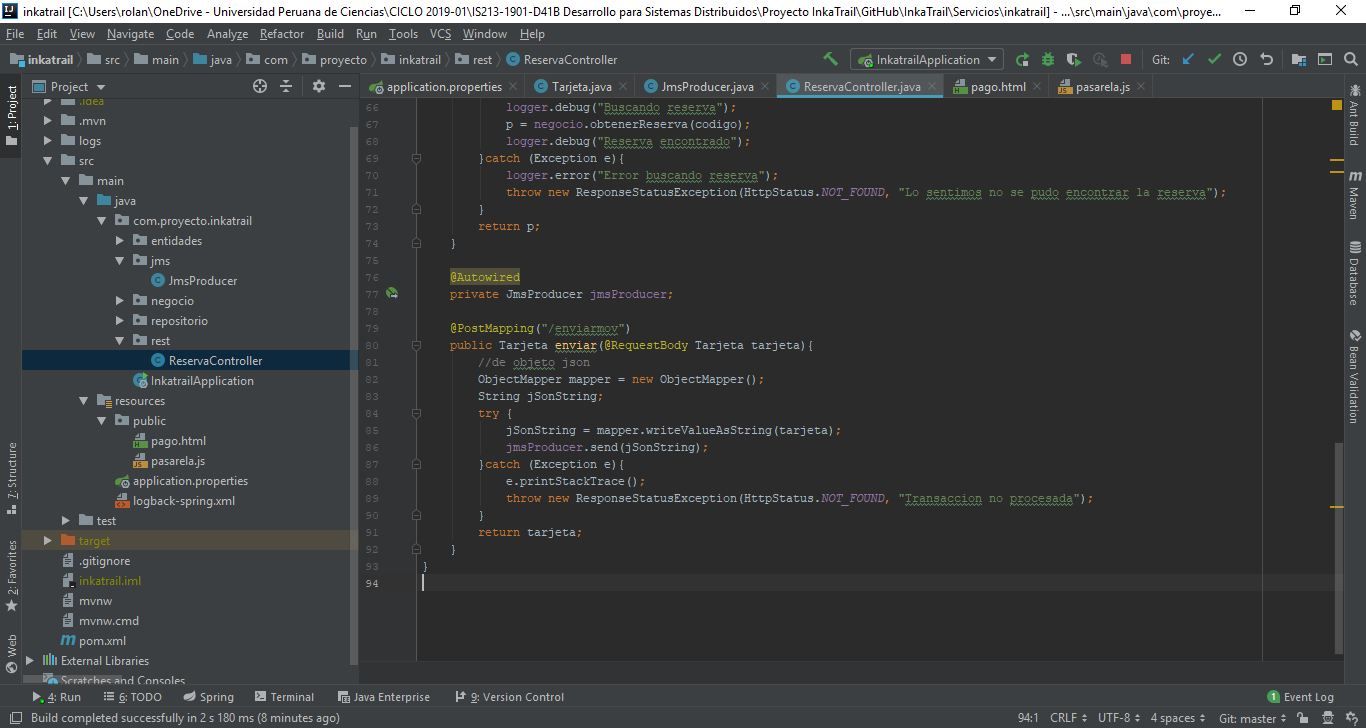 inkatrail [C:\Users\rolan\OneDrive - Universidad Peruana de Ciencias\CICLO 2019-01\IS213-1901-D41B Desarrollo para Sistemas Distribuidos\Proyecto InkaTrail\GitHub\InkaTrail\Servicios\inkatrail] - ...\src\main\java\com\proye...
File Edit View Navigate Code Analyze Refactor Build Run Tools VCS Window Help
inkatrail src main java com proyecto inkatrail rest ReservaController InkatrailApplication Git:
Project
application.properties Tarjeta.java JmsProducer.java ReservaController.java pago.html pasarela.js
1: Project
7: Structure
2: Favorites
Web
.idea
.mvn
logs
src
main
java
com.proyecto.inkatrail
entidades
jms
JmsProducer
negocio
repositorio
rest
ReservaController
InkatrailApplication
resources
public
pago.html
pasarela.js
application.properties
logback-spring.xml
test
target
.gitignore
inkatrail.iml
mvnw
mvnw.cmd
pom.xml
External Libraries
Scratches and Consoles
66 logger.debug("Buscando reserva");
67 p = negocio.obtenerReserva(codigo);
68 logger.debug("Reserva encontrado");
69 }catch (Exception e){
70 logger.error("Error buscando reserva");
71 throw new ResponseStatusException(HttpStatus.NOT_FOUND, "Lo sentimos no se pudo encontrar la reserva");
72 }
73 return p;
74 }
75
76 @Autowired
77 private JmsProducer jmsProducer;
78
79 @PostMapping("/enviarmov")
80 public Tarjeta enviar(@RequestBody Tarjeta tarjeta){
81 //de objeto json
82 ObjectMapper mapper = new ObjectMapper();
83 String jSonString;
84 try {
85 jSonString = mapper.writeValueAsString(tarjeta);
86 jmsProducer.send(jSonString);
87 }catch (Exception e){
88 e.printStackTrace();
89 throw new ResponseStatusException(HttpStatus.NOT_FOUND, "Transaccion no procesada");
90 }
91 return tarjeta;
92 }
93 }
94
Ant Build
Maven
Database
Bean Validation
4: Run 6: TODO Spring Terminal Java Enterprise 9: Version Control 1 Event Log
Build completed successfully in 2 s 180 ms (8 minutes ago) 94:1 CRLF UTF-8 4 spaces Git: master